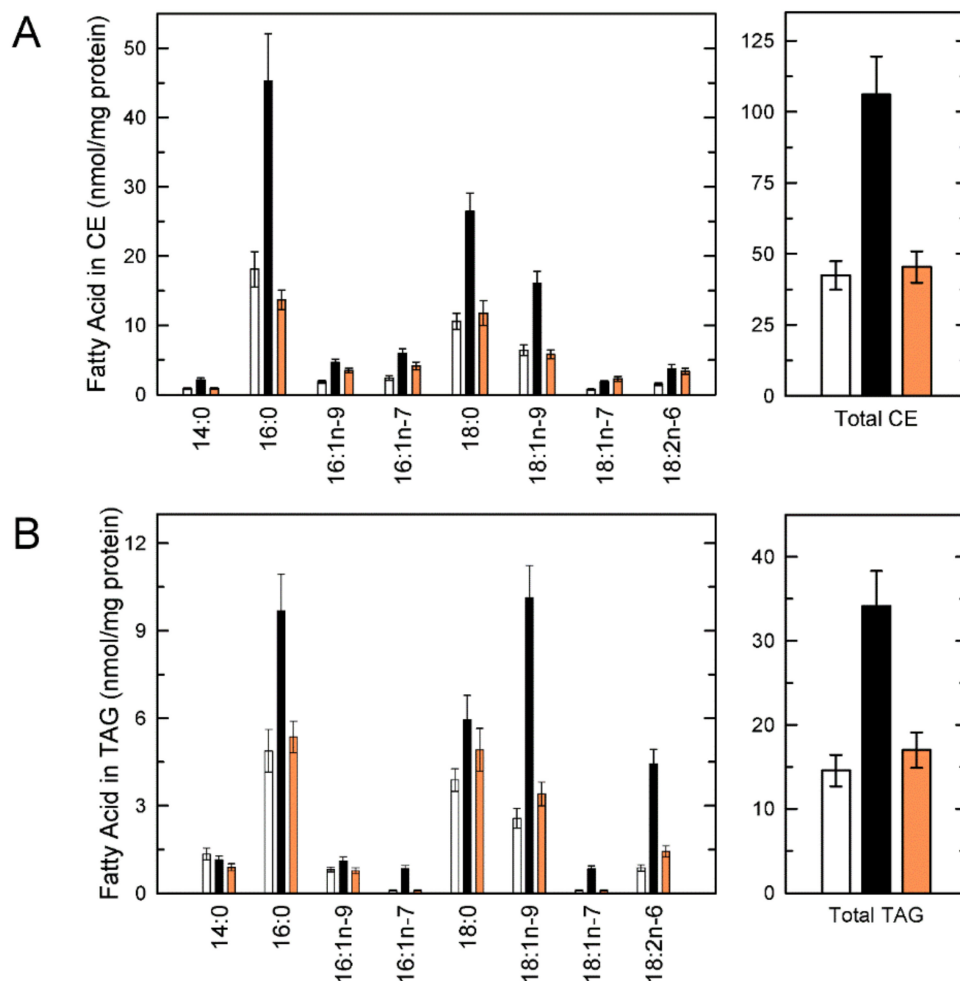 A
Fatty Acid in CE (nmol/mg protein)
50
40
30
20
10
0
14:0
16:0
16:1n-9
16:1n-7
18:0
18:1n-9
18:1n-7
18:2n-6
125
100
75
50
25
0
Total CE
B
Fatty Acid in TAG (nmol/mg protein)
12
9
6
3
0
14:0
16:0
16:1n-9
16:1n-7
18:0
18:1n-9
18:1n-7
18:2n-6
40
30
20
10
0
Total TAG